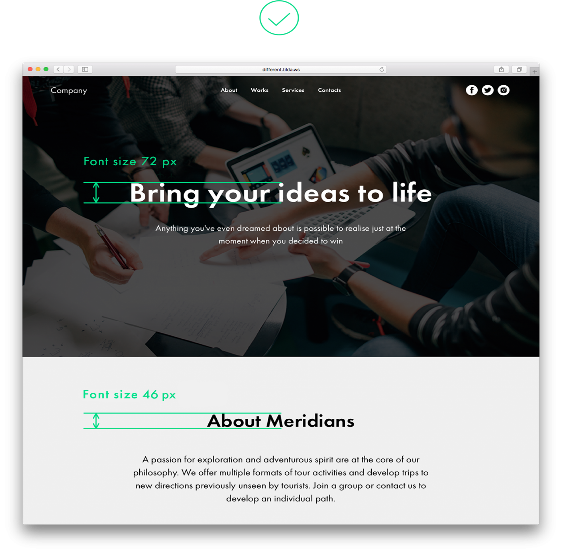 different.tilda.ws
Company
About Works Services Contacts
Font size 72 px
Bring your ideas to life
Anything you've even dreamed about is possible to realise just at the
moment when you decided to win
Font size 46 px
About Meridians
A passion for exploration and adventurous spirit are at the core of our
philosophy. We offer multiple formats of tour activities and develop trips to
new directions previously unseen by tourists. Join a group or contact us to
develop an individual path.